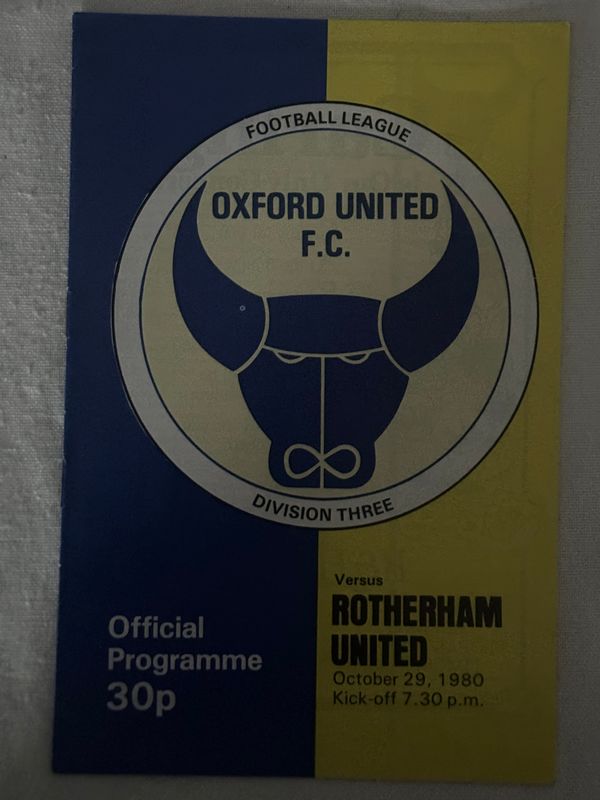 FOOTBALL LEAGUE
OXFORD UNITED
F.C.
DIVISION THREE
Versus
ROTHERHAM
UNITED
October 29, 1980
Kick-off 7.30 p.m.
Official
Programme
30p